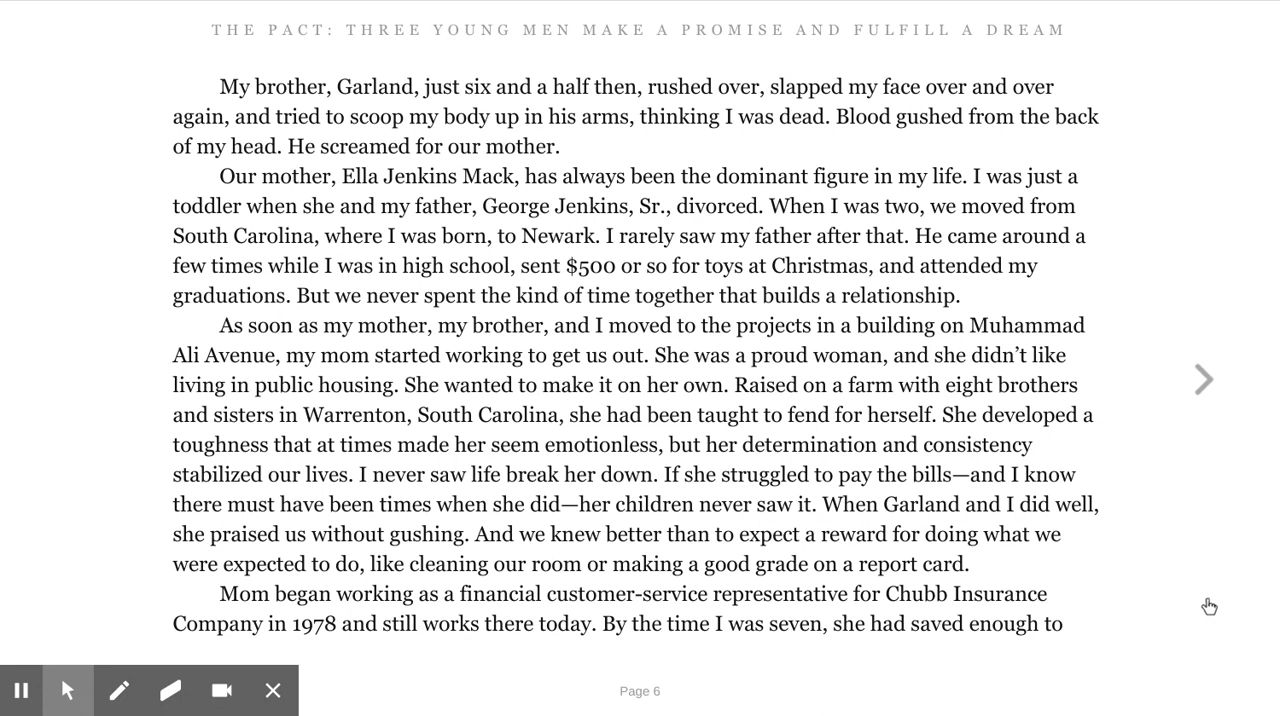 THE PACT: THREE YOUNG MEN MAKE A PROMISE AND FULFILL A DREAM
My brother, Garland, just six and a half then, rushed over, slapped my face over and over
again, and tried to scoop my body up in his arms, thinking I was dead. Blood gushed from the back
of my head. He screamed for our mother.
Our mother, Ella Jenkins Mack, has always been the dominant figure in my life. I was just a
toddler when she and my father, George Jenkins, Sr., divorced. When I was two, we moved from
South Carolina, where I was born, to Newark. I rarely saw my father after that. He came around a
few times while I was in high school, sent $500 or so for toys at Christmas, and attended my
graduations. But we never spent the kind of time together that builds a relationship.
As soon as my mother, my brother, and I moved to the projects in a building on Muhammad
Ali Avenue, my mom started working to get us out. She was a proud woman, and she didn’t like
living in public housing. She wanted to make it on her own. Raised on a farm with eight brothers
and sisters in Warrenton, South Carolina, she had been taught to fend for herself. She developed a
toughness that at times made her seem emotionless, but her determination and consistency
stabilized our lives. I never saw life break her down. If she struggled to pay the bills—and I know
there must have been times when she did—her children never saw it. When Garland and I did well,
she praised us without gushing. And we knew better than to expect a reward for doing what we
were expected to do, like cleaning our room or making a good grade on a report card.
Mom began working as a financial customer-service representative for Chubb Insurance
Company in 1978 and still works there today. By the time I was seven, she had saved enough to
Page 6